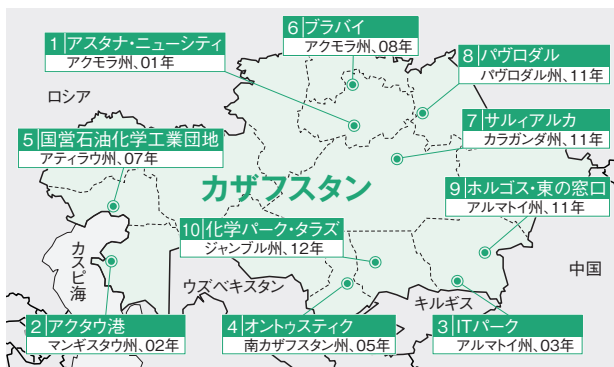 6 ブラバイ
アクモラ州、08年
1 アスタナ・ニューシティ
アクモラ州、01年
8 パヴロダル
パヴロダル州、11年
ロシア
7 サルィアルカ
カラガンダ州、11年
5 国営石油化学工業団地
アティラウ州、07年
カザフスタン
9 ホルゴス・東の窓口
アルマトイ州、11年
10 化学パーク・タラズ
ジャンブル州、12年
カスピ海
ウズベキスタン
中国
キルギス
2 アクタウ港
マンギスタウ州、02年
4 オントゥスティク
南カザフスタン州、05年
3 ITパーク
アルマトイ州、03年